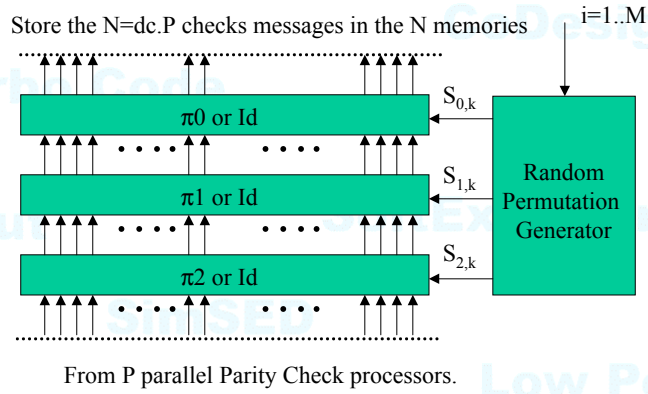 Store the N=dc.P checks messages in the N memories
i=1..M
π0 or Id
S0,k
π1 or Id
S1,k
Random
Permutation
Generator
π2 or Id
S2,k
SimSED
From P parallel Parity Check processors.